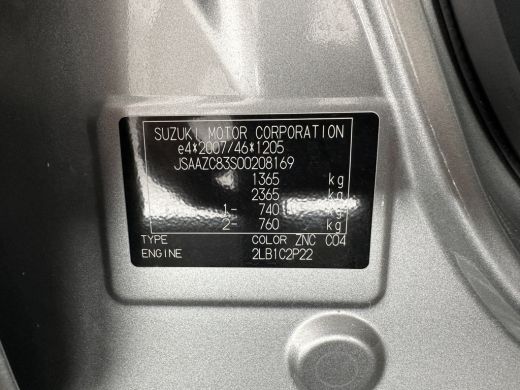 SUZUKI MOTOR CORPORATION
e4*2007/46*1205
JSAAZC83S00208169
1365 kg
2365 kg
1- 740 kg
2- 760 kg
TYPE COLOR ZNC C04
ENGINE 2LB1C2P22